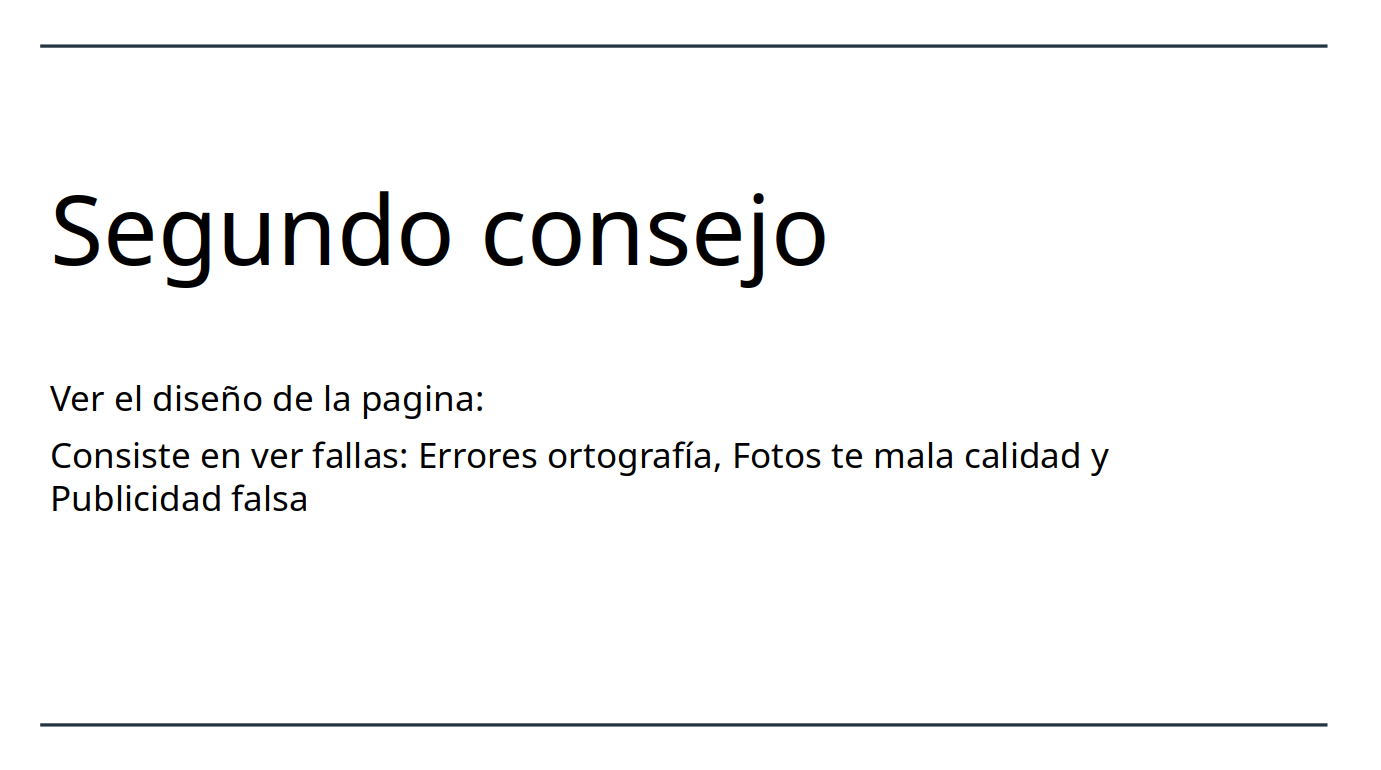 Segundo consejo
Ver el diseño de la pagina:
Consiste en ver fallas: Errores ortografía, Fotos te mala calidad y
Publicidad falsa